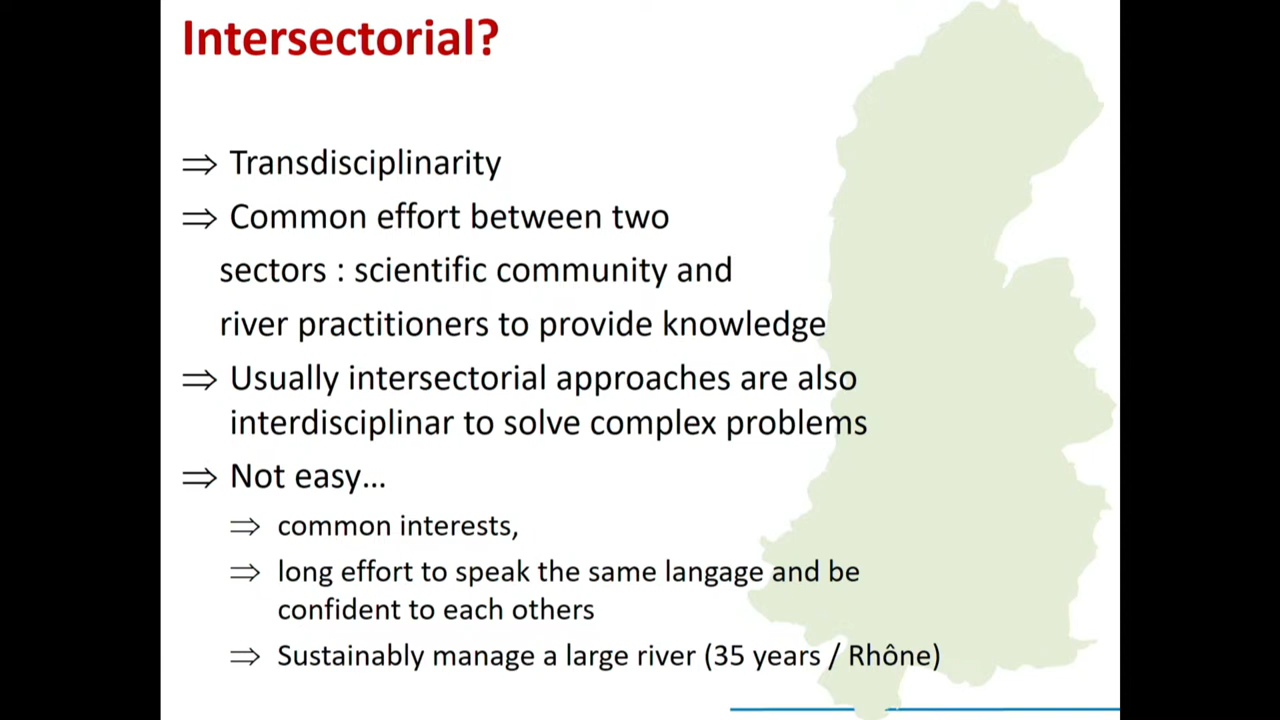 Intersectorial?
⇒ Transdisciplinarity
⇒ Common effort between two
sectors : scientific community and
river practitioners to provide knowledge
⇒ Usually intersectorial approaches are also
interdisciplinar to solve complex problems
⇒ Not easy...
⇒ common interests,
⇒ long effort to speak the same langage and be
confident to each others
⇒ Sustainably manage a large river (35 years / Rhône)